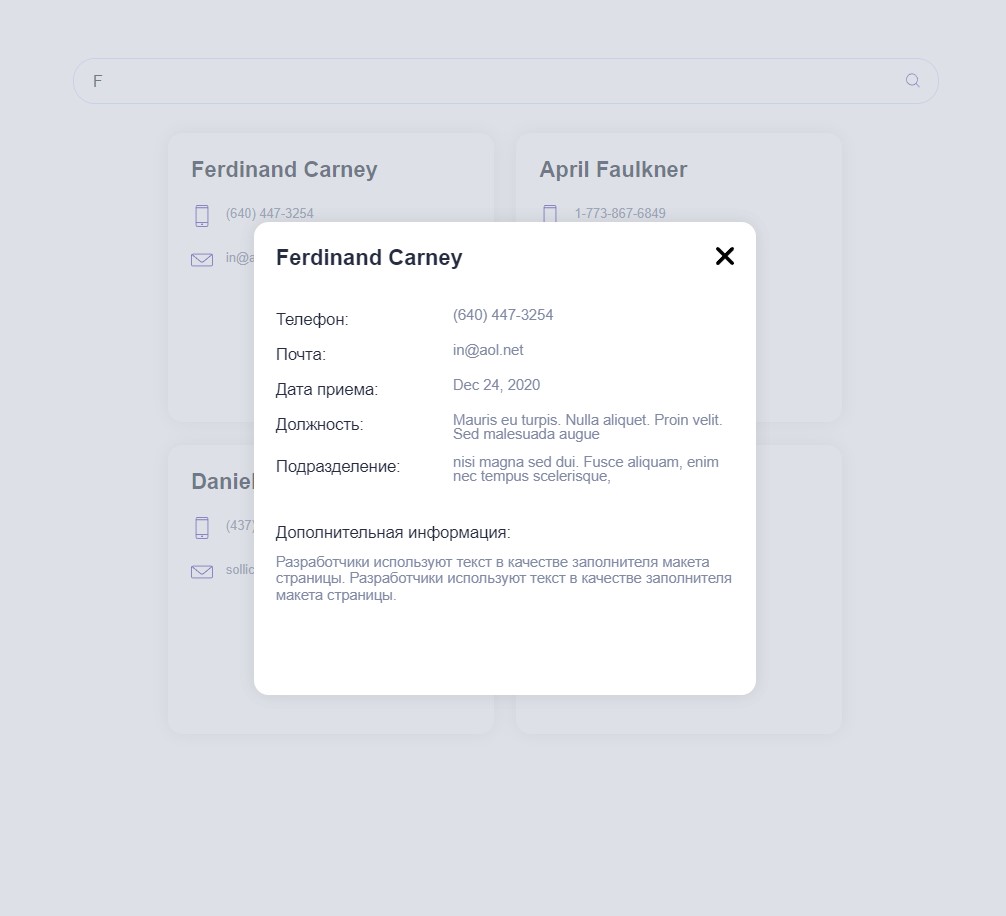 F
Ferdinand Carney
April Faulkner
(640) 447-3254
1-773-867-6849
Ferdinand Carney
Телефон:
(640) 447-3254
Почта:
in@aol.net
Дата приема:
Dec 24, 2020
Должность:
Mauris eu turpis. Nulla aliquet. Proin velit.
Sed malesuada augue
Подразделение:
nisi magna sed dui. Fusce aliquam, enim
nec tempus scelerisque,
Дополнительная информация:
Разработчики используют текст в качестве заполнителя макета
страницы. Разработчики используют текст в качестве заполнителя
макета страницы.
Daniel
(437)